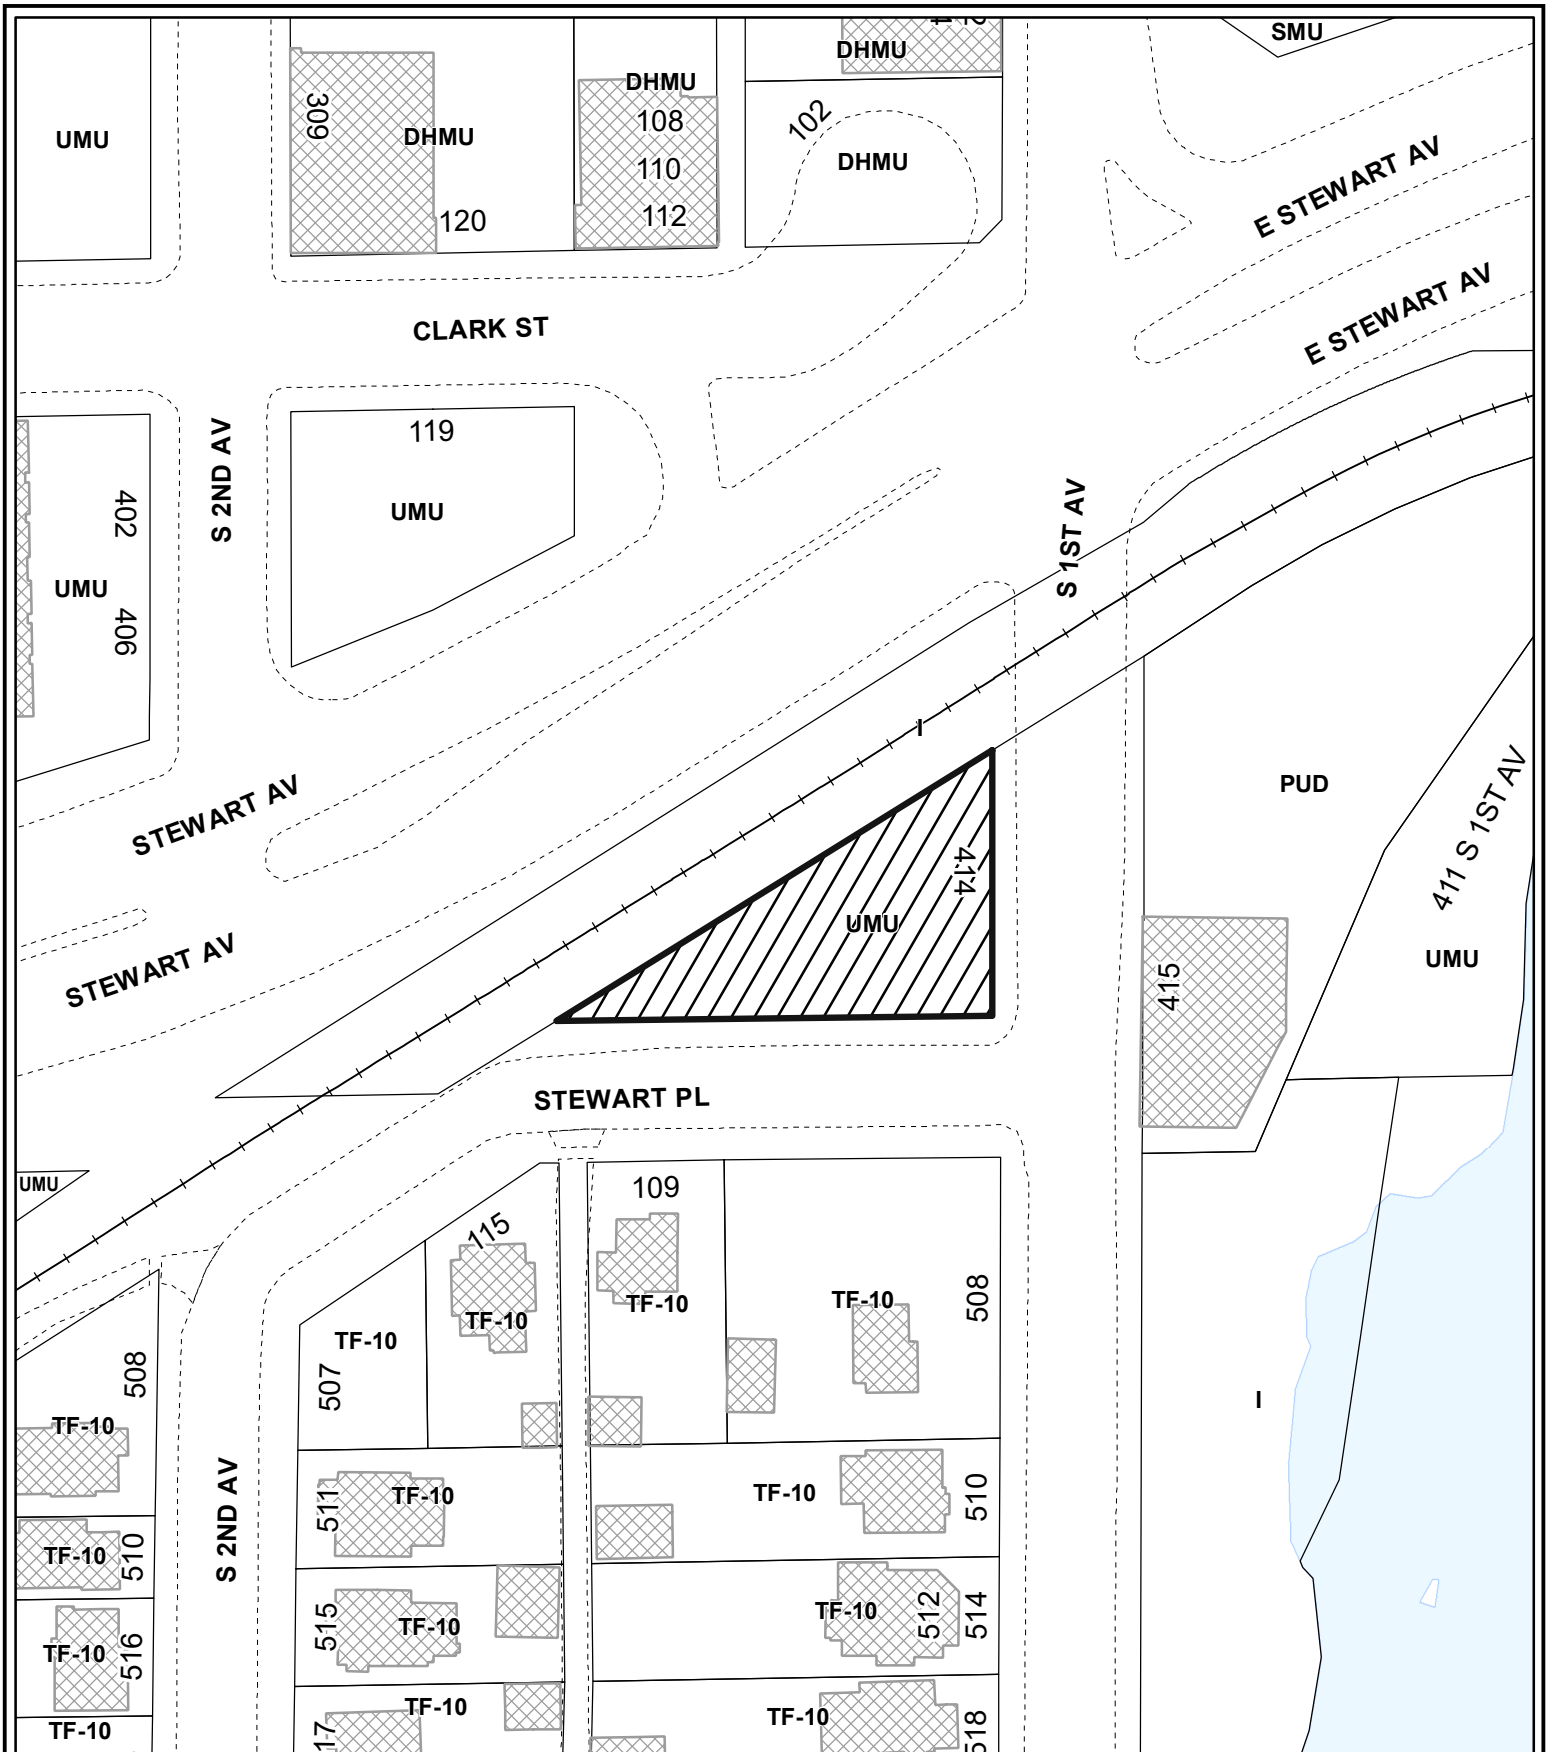 SMU
DHMU
DHMU
309
108
102
UMU
DHMU
110
DHMU
120
112
E STEWART AV
E STEWART AV
CLARK ST
119
S 2ND AV
UMU
402
S 1ST AV
UMU
406
I
STEWART AV
PUD
411 S 1ST AV
414
UMU
UMU
STEWART AV
415
STEWART PL
UMU
109
115
TF-10
TF-10
TF-10
508
TF-10
508
507
TF-10
I
TF-10
511
TF-10
510
S 2ND AV
TF-10
510
515
TF-10
TF-10
512
514
TF-10
516
TF-10
TF-10
518
TF-10
17